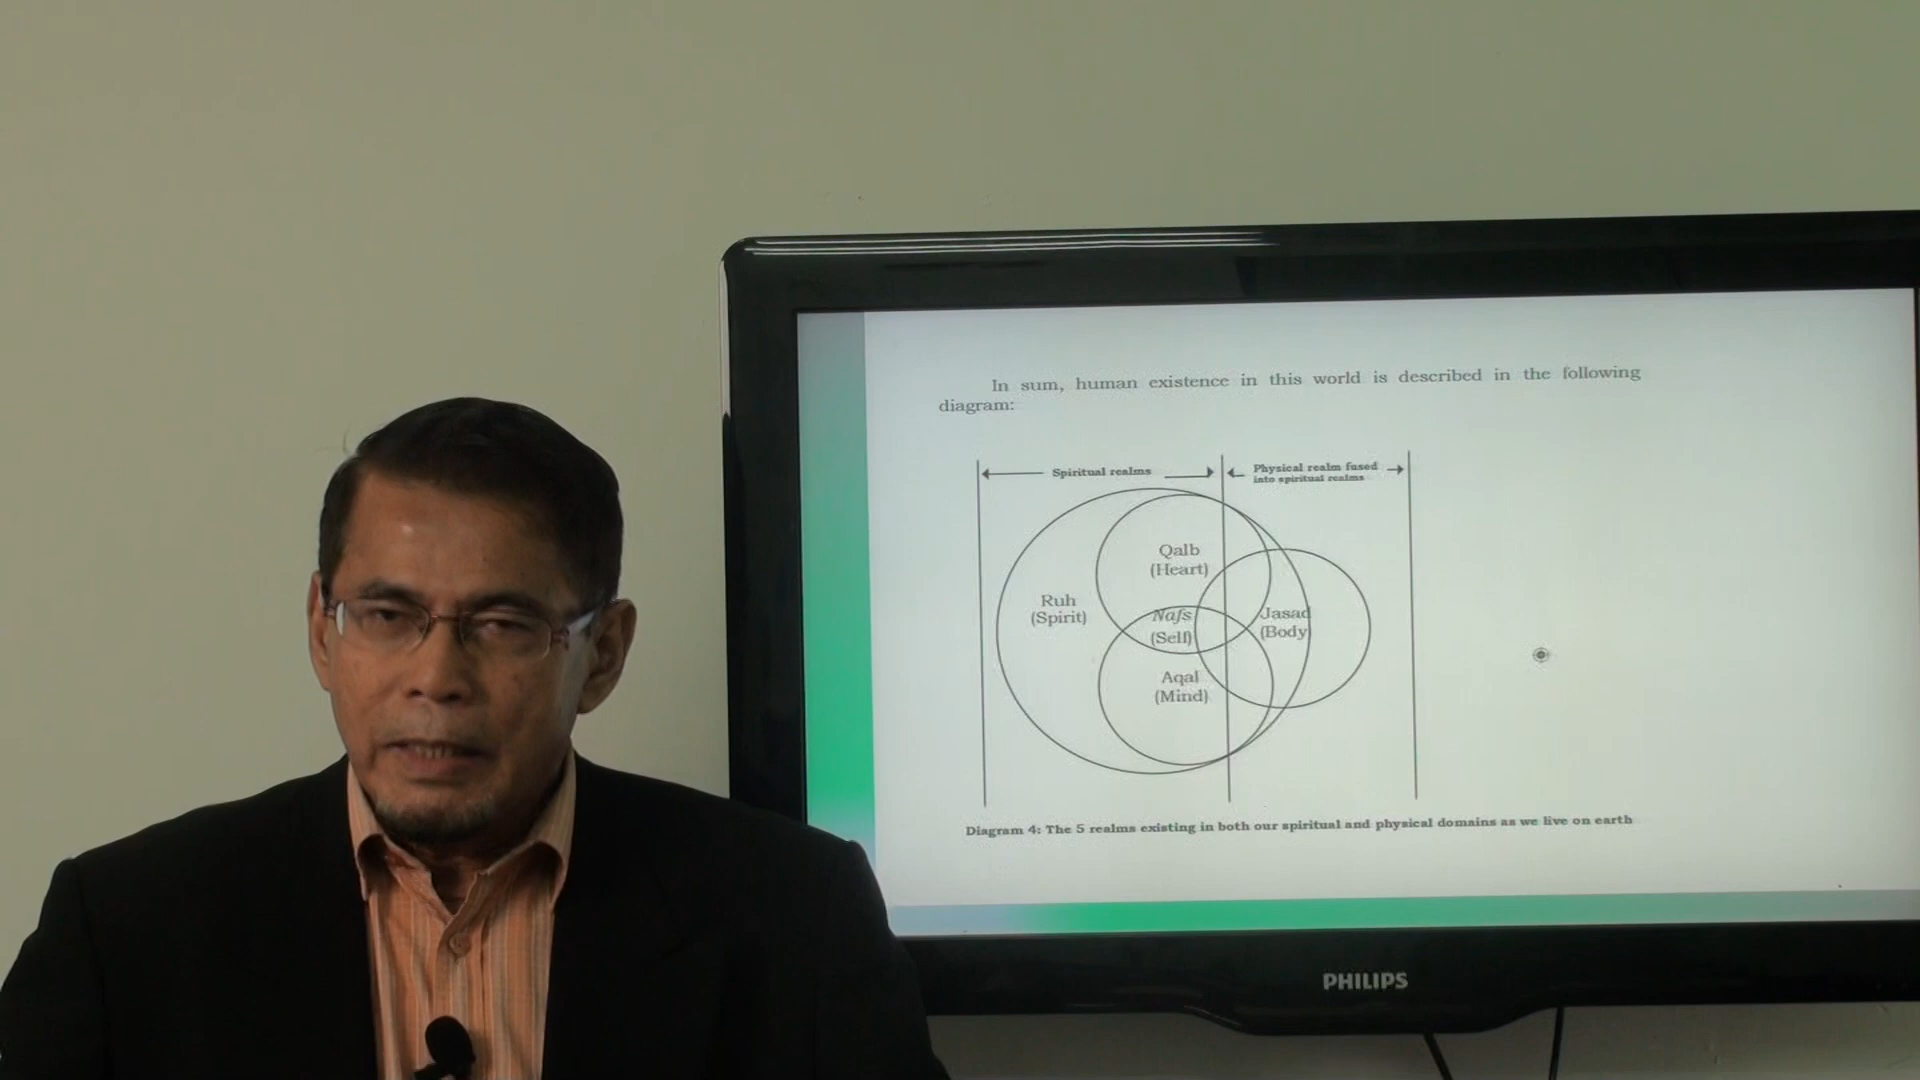 In sum, human existence in this world is described in the following
diagram:
Spiritual realms
Physical realm fused
into spiritual realms
Qalb
(Heart)
Ruh
(Spirit)
Nafs
(Self)
Jasad
(Body)
Aqal
(Mind)
Diagram 4: The 5 realms existing in both our spiritual and physical domains as we live on earth
PHILIPS